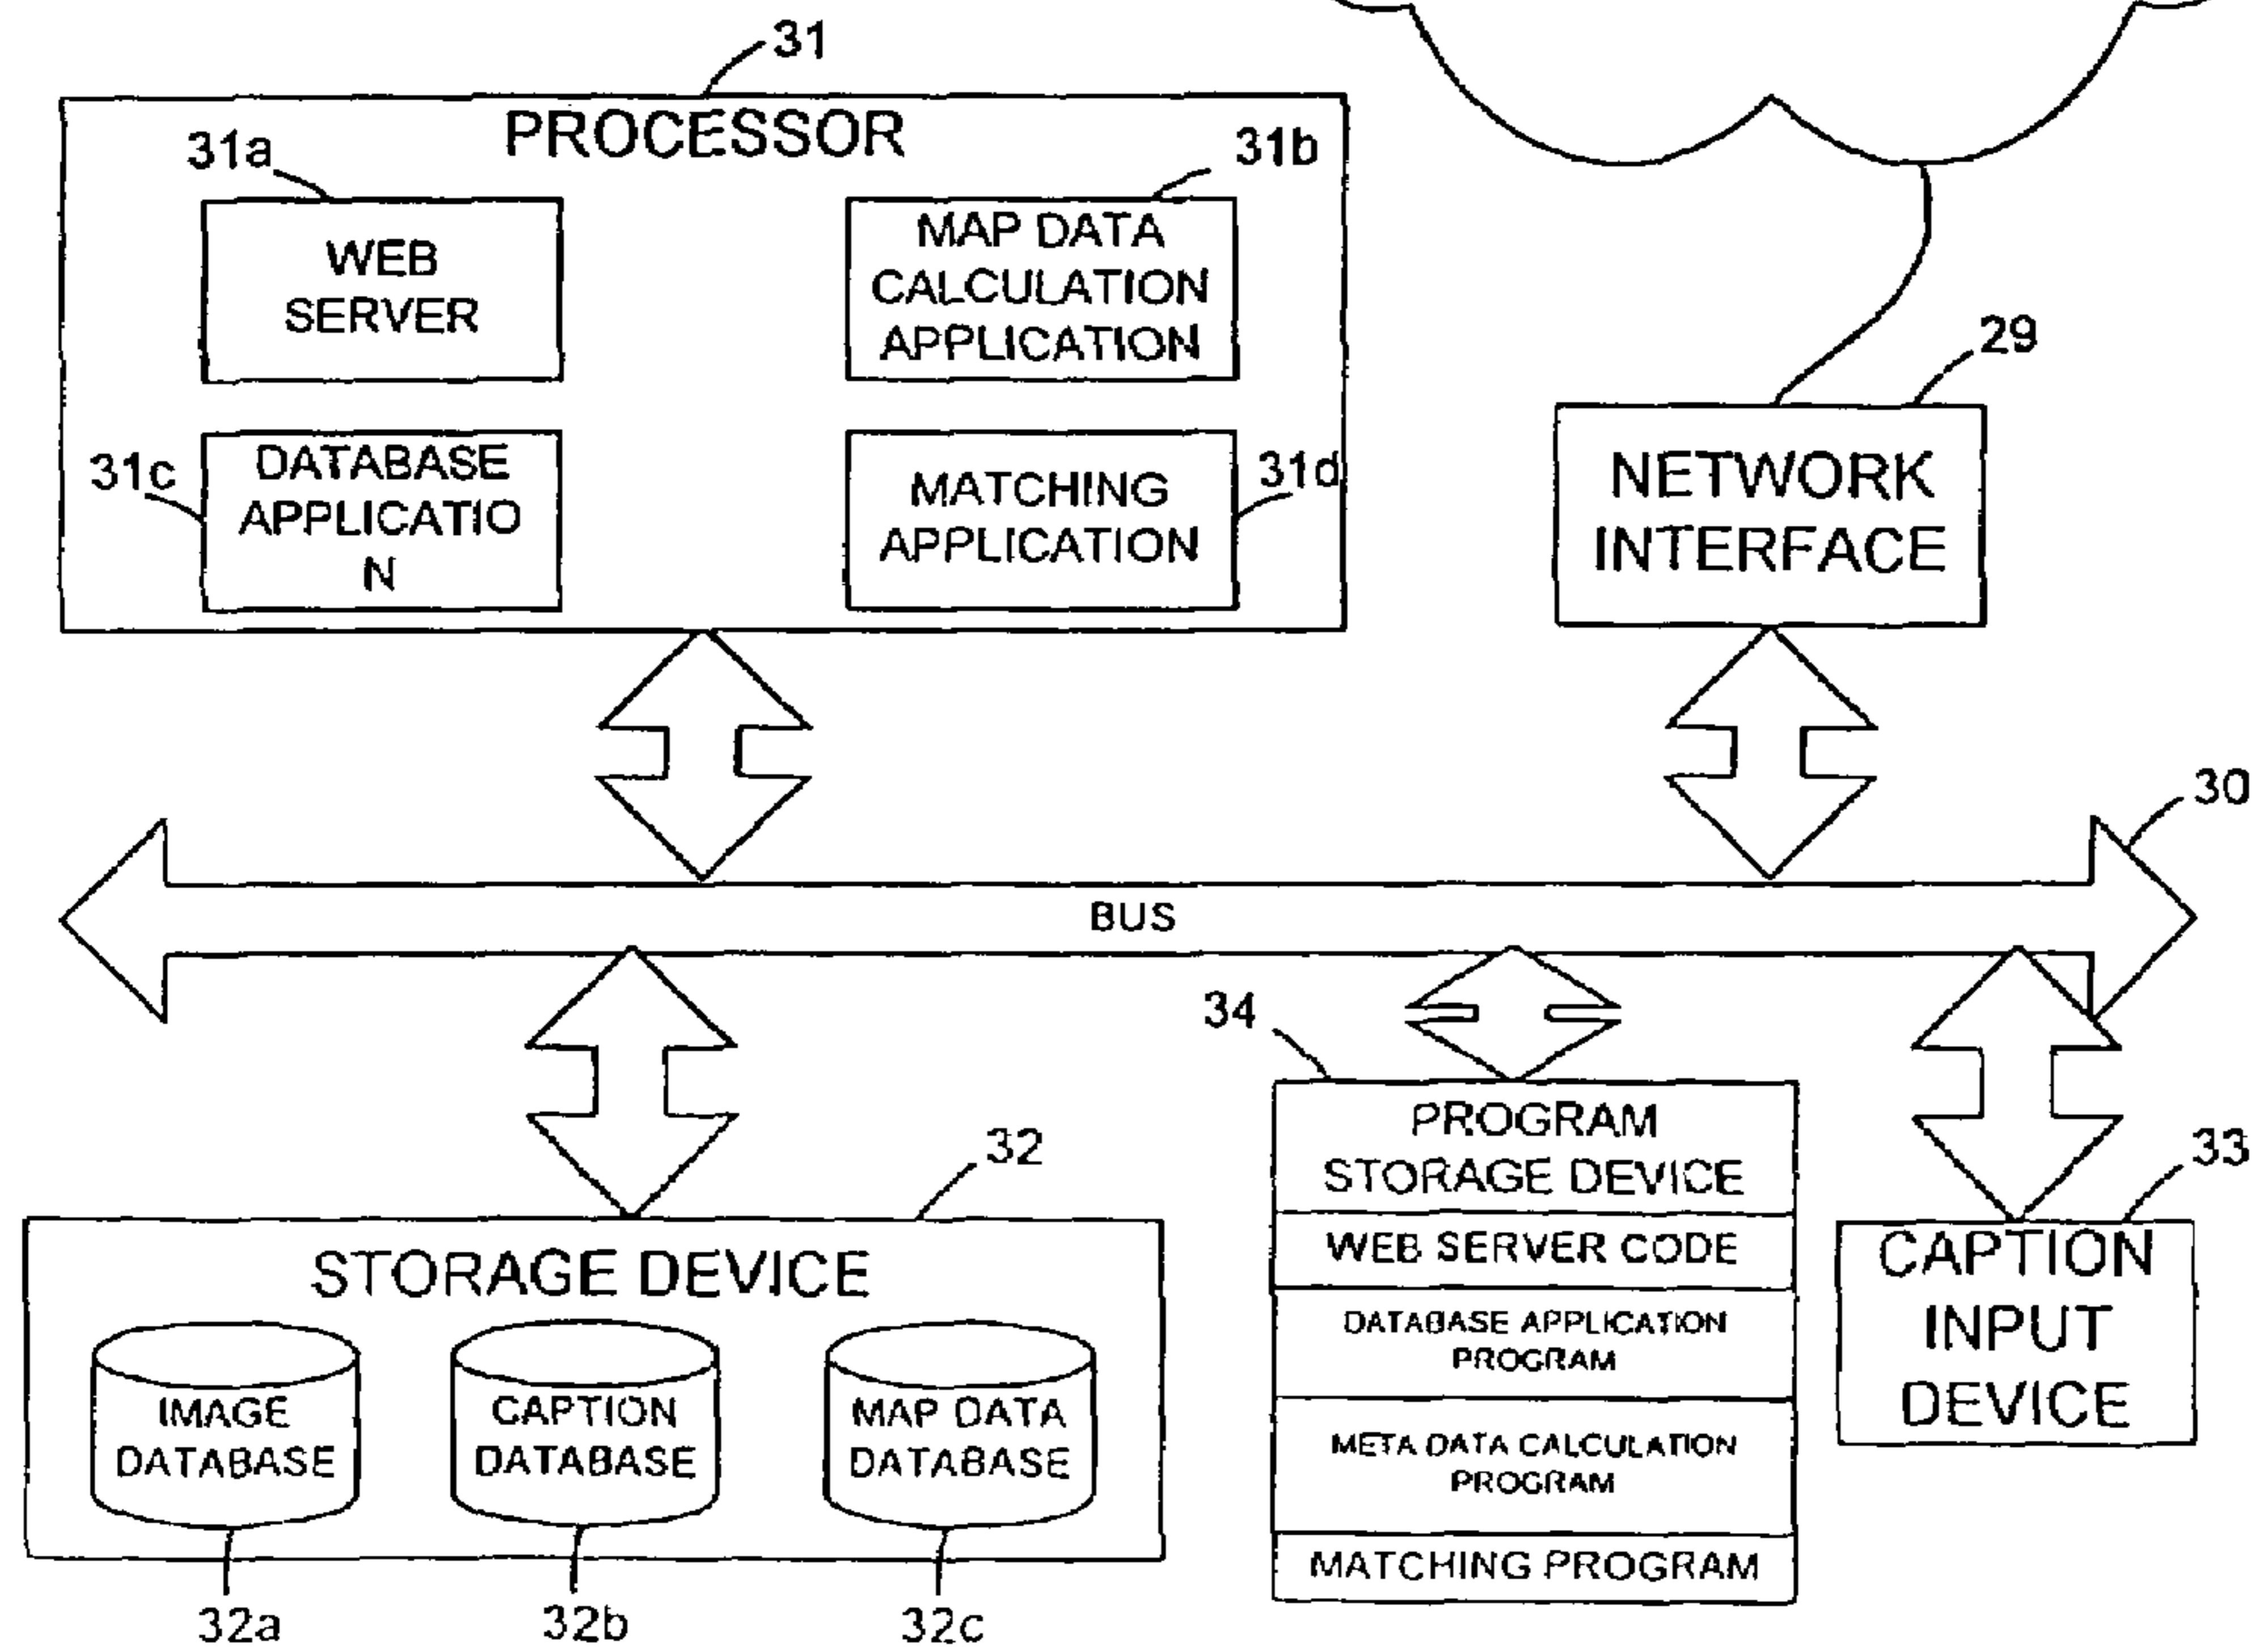 31
PROCESSOR
31a
31b
WEB
SERVER
MAP DATA
CALCULATION
APPLICATION
29
31c
DATABASE
APPLICATIO
N
MATCHING
APPLICATION
31d
NETWORK
INTERFACE
30
BUS
34
32
33
PROGRAM
STORAGE DEVICE
WEB SERVER CODE
DATABASE APPLICATION
PROGRAM
META DATA CALCULATION
PROGRAM
MATCHING PROGRAM
CAPTION
INPUT
DEVICE
STORAGE DEVICE
IMAGE
DATABASE
CAPTION
DATABASE
MAP DATA
DATABASE
32a
32b
32c